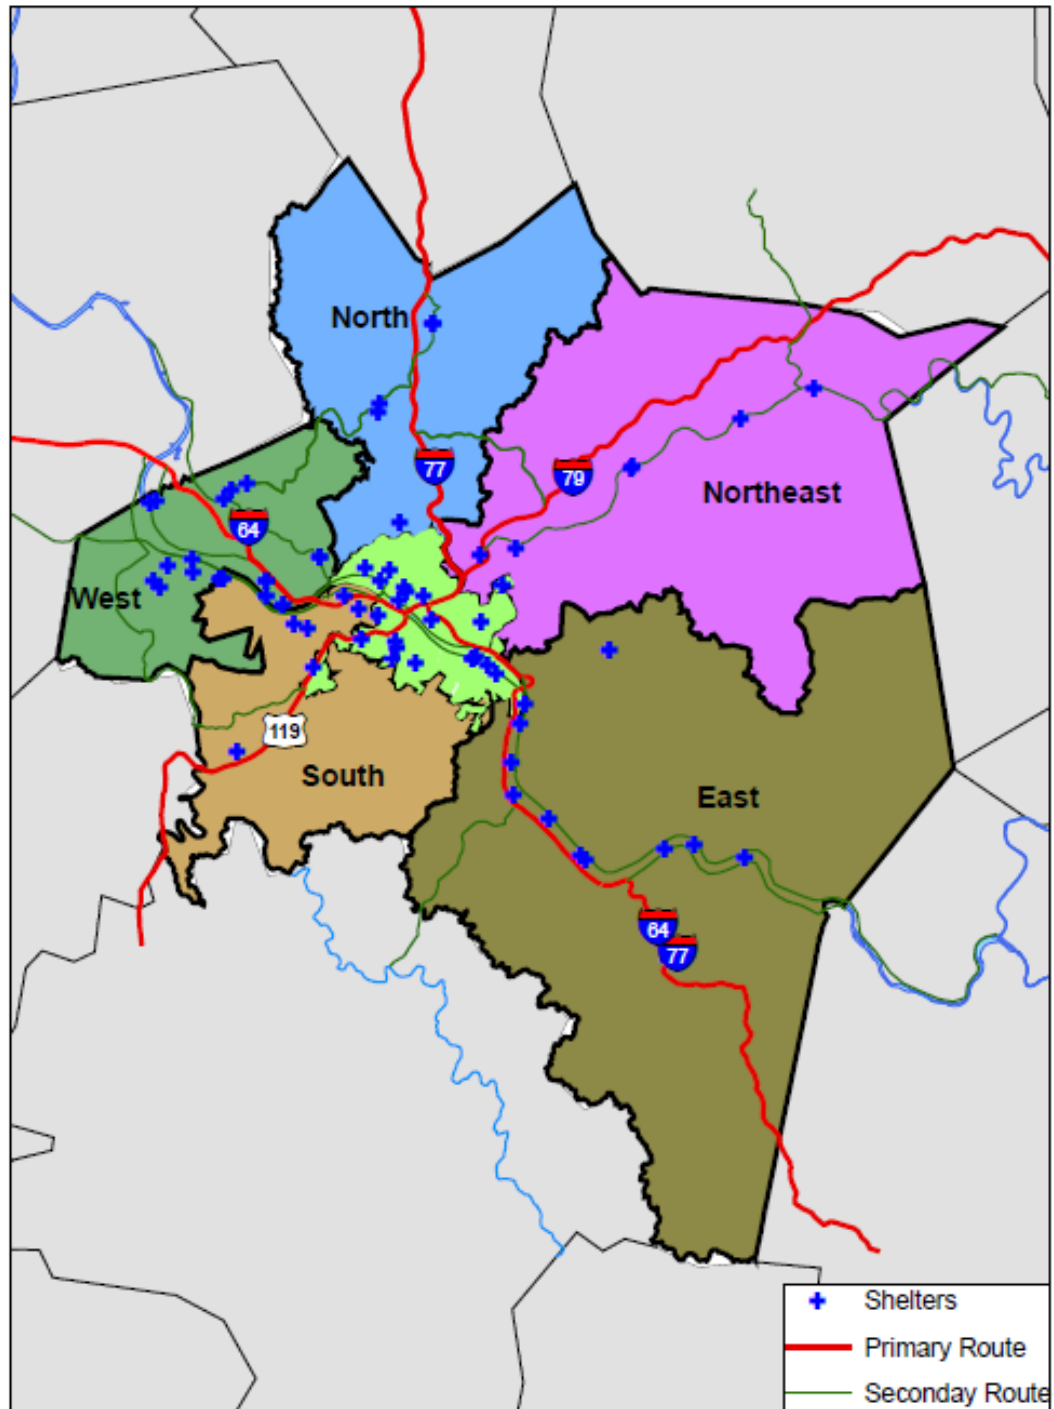 North
77
79
Northeast
64
West
119
South
East
64
77
Shelters
Primary Route
Seconday Route